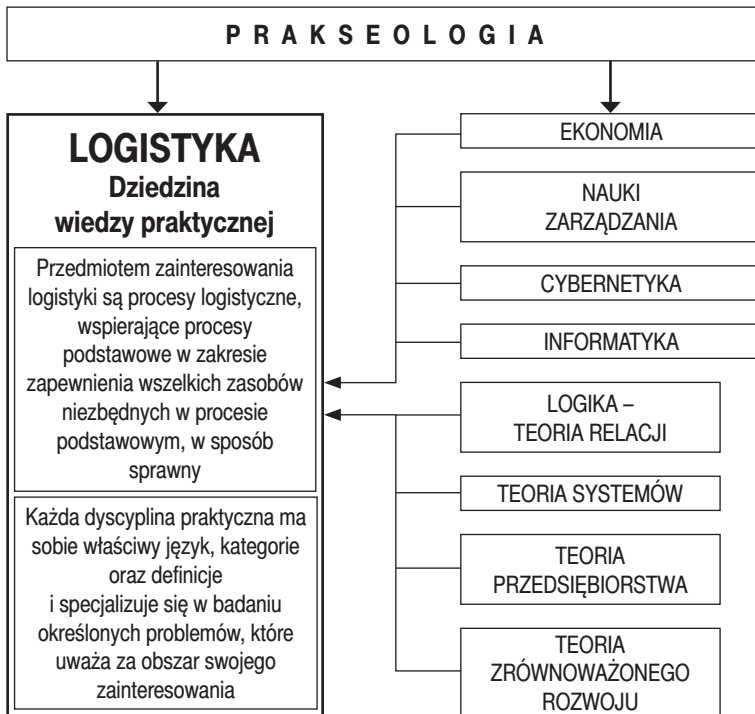 PRAKSEOLOGIA
LOGISTYKA
Dziedzina
wiedzy praktycznej
Przedmiotem zainteresowania
logistyki są procesy logistyczne,
wspierające procesy
podstawowe w zakresie
zapewnienia wszelkich zasobów
niezbędnych w procesie
podstawowym, w sposób
sprawny
Każda dyscyplina praktyczna ma
sobie właściwy język, kategorie
oraz definicje
i specjalizuje się w badaniu
określonych problemów, które
uważa za obszar swojego
zainteresowania
EKONOMIA
NAUKI
ZARZĄDZANIA
CYBERNETYKA
INFORMATYKA
LOGIKA –
TEORIA RELACJI
TEORIA SYSTEMÓW
TEORIA
PRZEDSIĘBIORSTWA
TEORIA
ZRÓWNOWAŻONEGO
ROZWOJU